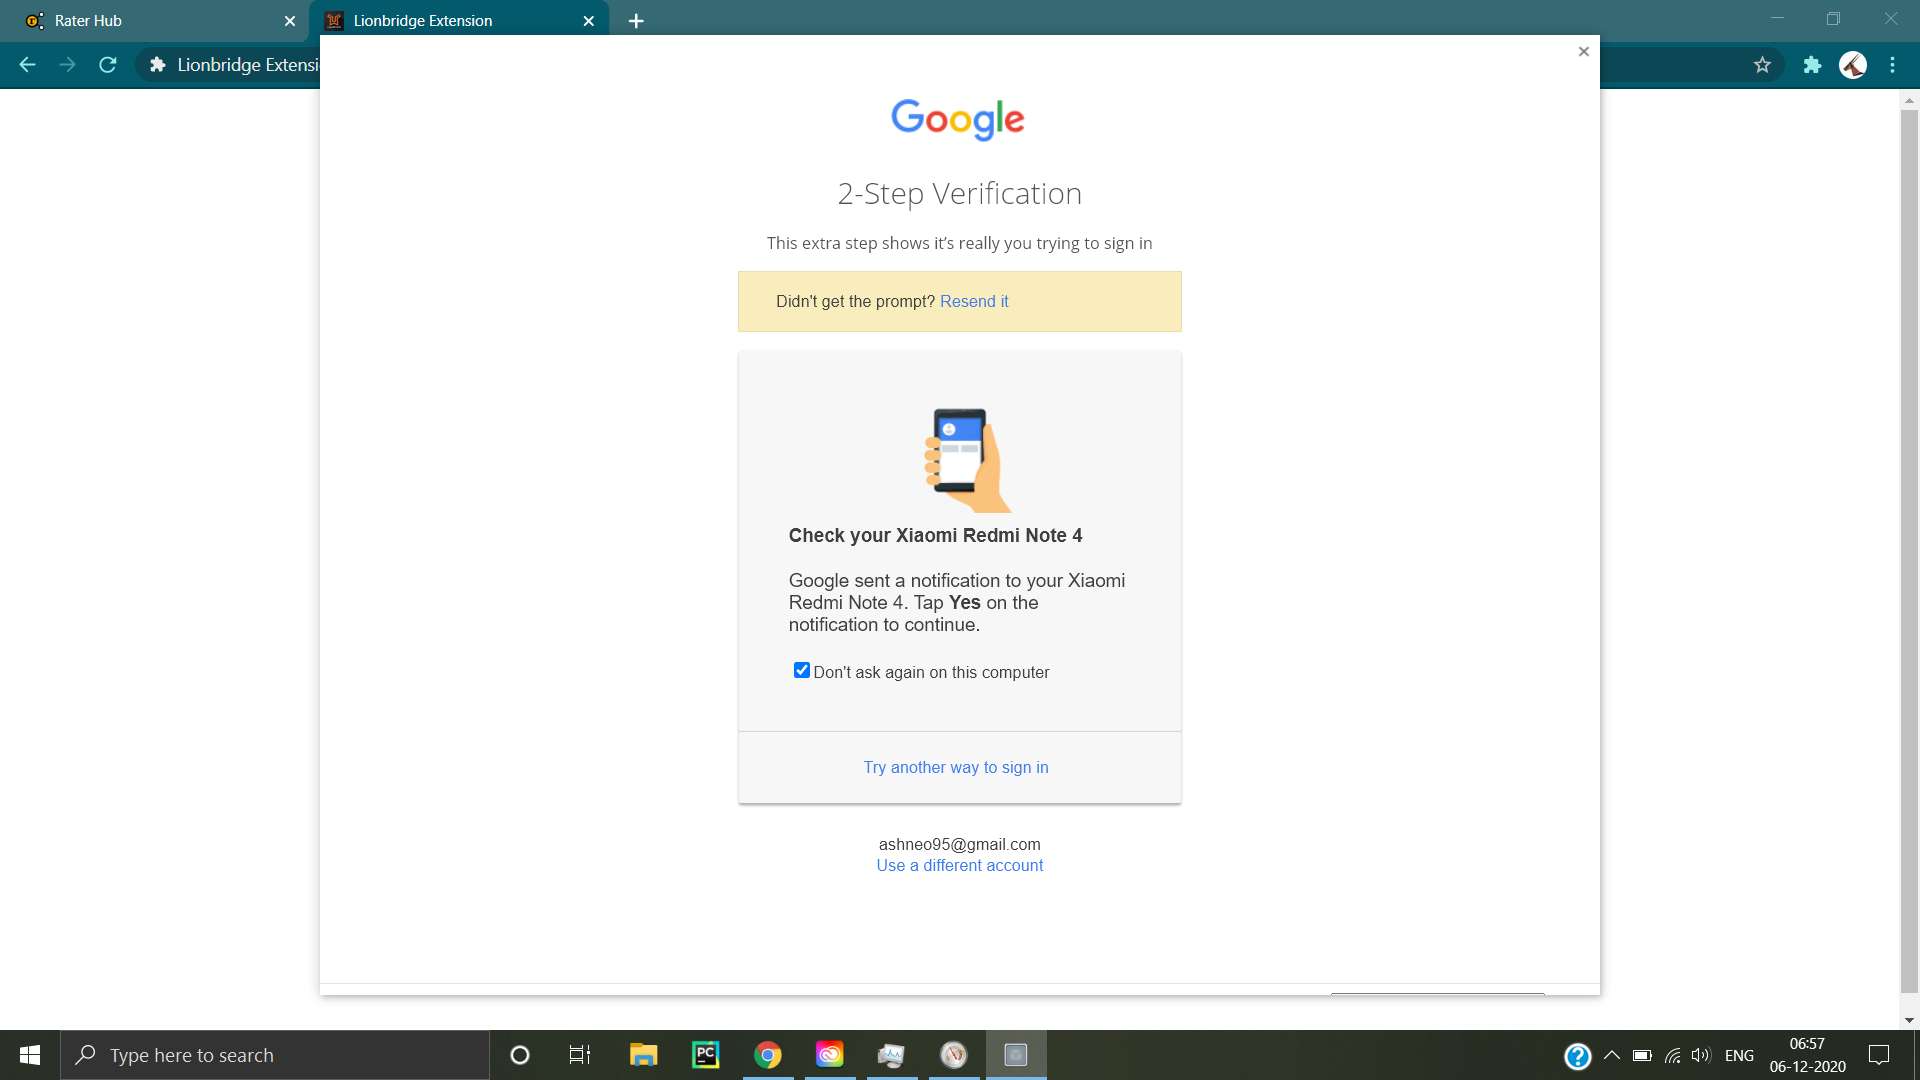 Rater Hub
Lionbridge Extension
Lionbridge Extensi
Google
2-Step Verification
This extra step shows it's really you trying to sign in
Didn't get the prompt? Resend it
Check your Xiaomi Redmi Note 4
Google sent a notification to your Xiaomi
Redmi Note 4. Tap Yes on the
notification to continue.
Don't ask again on this computer
Try another way to sign in
ashneo95@gmail.com
Use a different account
Type here to search
PC
ENG
06:57
06-12-2020